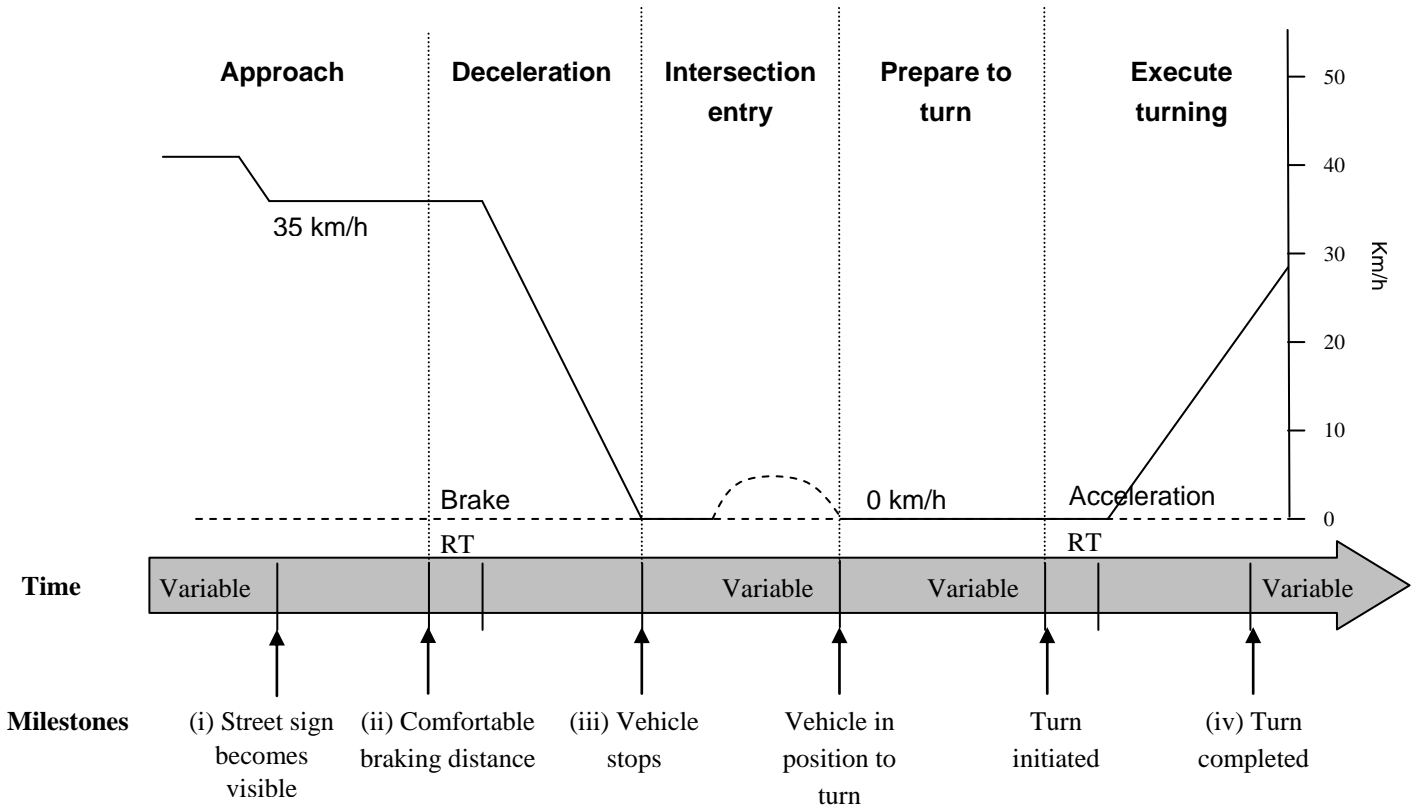 Approach
Deceleration
Intersection
entry
Prepare to
turn
Execute
turning
50
40
30
20
10
0
Km/h
35 km/h
Brake
RT
0 km/h
Acceleration
RT
Time
Variable
Variable
Variable
Variable
Milestones
(i) Street sign
becomes
visible
(ii) Comfortable
braking distance
(iii) Vehicle
stops
Vehicle in
position to
turn
Turn
initiated
(iv) Turn
completed